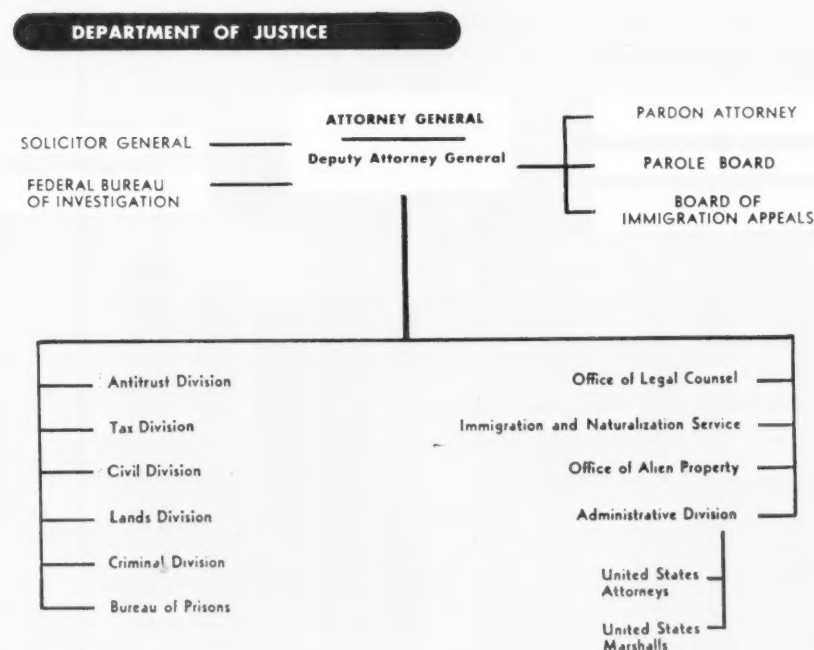 DEPARTMENT OF JUSTICE
ATTORNEY GENERAL
Deputy Attorney General
SOLICITOR GENERAL
FEDERAL BUREAU
OF INVESTIGATION
PARDON ATTORNEY
PAROLE BOARD
BOARD OF
IMMIGRATION APPEALS
Antitrust Division
Tax Division
Civil Division
Lands Division
Criminal Division
Bureau of Prisons
Office of Legal Counsel
Immigration and Naturalization Service
Office of Alien Property
Administrative Division
United States
Attorneys
United States
Marshalls